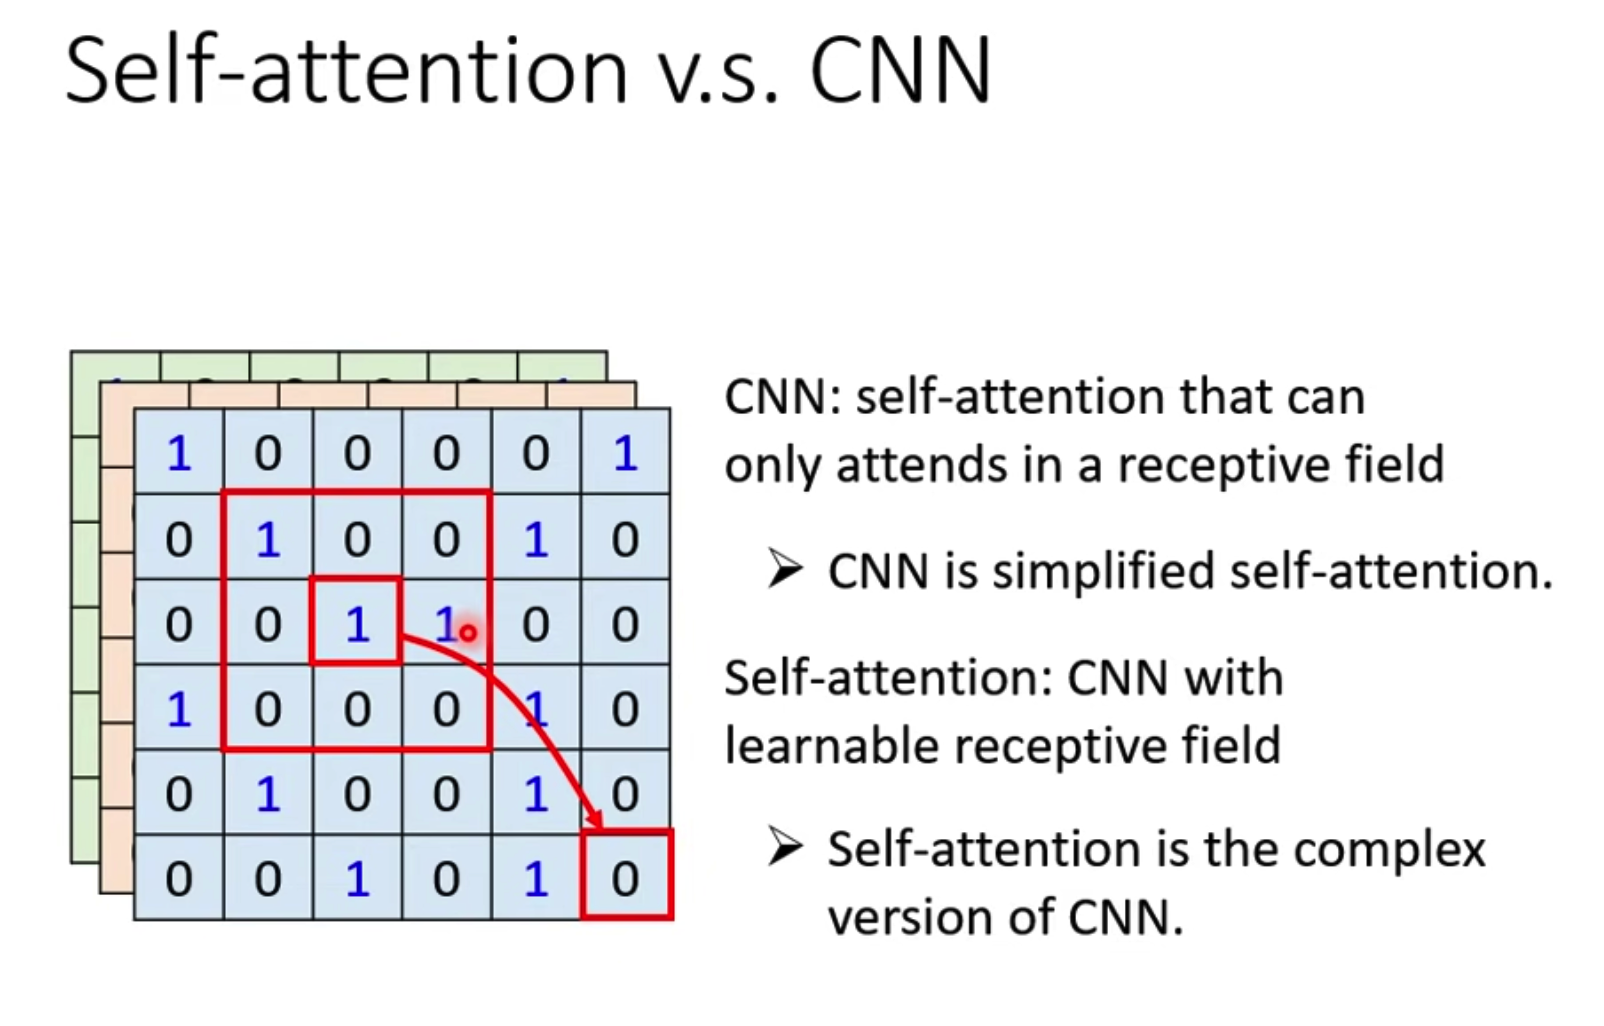 Self-attention v.s. CNN
1 0 0 0 0 1
0 1 0 0 1 0
0 0 1 1 0 0
1 0 0 0 1 0
0 1 0 0 1 0
0 0 1 0 1 0
CNN: self-attention that can
only attends in a receptive field
➢ CNN is simplified self-attention.
Self-attention: CNN with
learnable receptive field
➢ Self-attention is the complex
version of CNN.